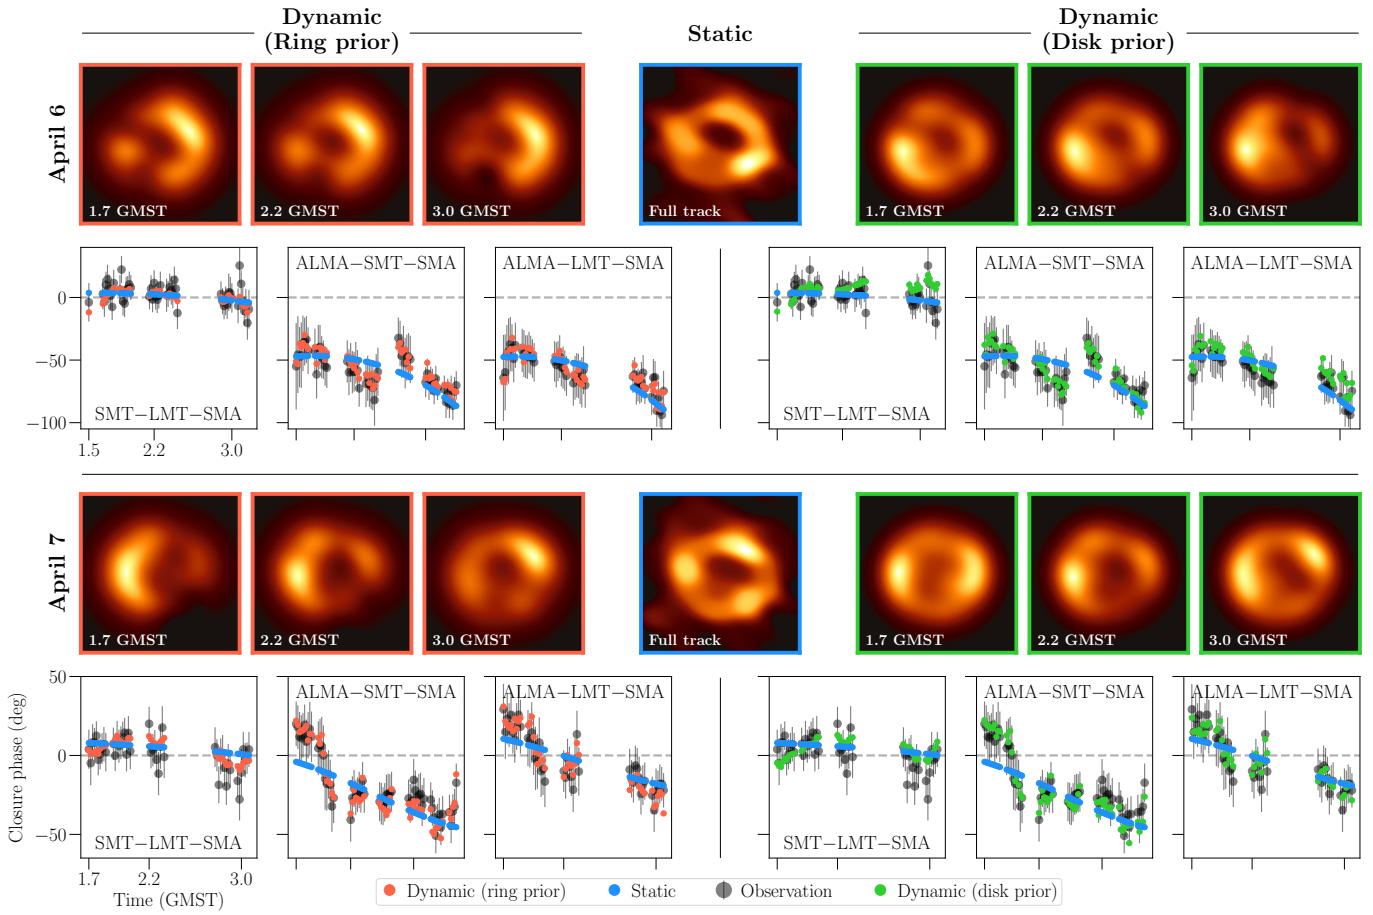 Dynamic
(Ring prior)
Static
Dynamic
(Disk prior)
April 6
1.7 GMST
2.2 GMST
3.0 GMST
Full track
1.7 GMST
2.2 GMST
3.0 GMST
0
−50
−100
SMT−LMT−SMA
ALMA−SMT−SMA
ALMA−LMT−SMA
SMT−LMT−SMA
ALMA−SMT−SMA
ALMA−LMT−SMA
1.5 2.2 3.0
April 7
1.7 GMST
2.2 GMST
3.0 GMST
Full track
1.7 GMST
2.2 GMST
3.0 GMST
Closure phase (deg)
50
0
−50
SMT−LMT−SMA
ALMA−SMT−SMA
ALMA−LMT−SMA
SMT−LMT−SMA
ALMA−SMT−SMA
ALMA−LMT−SMA
1.7 2.2 3.0
Time (GMST)
Dynamic (ring prior) Static Observation Dynamic (disk prior)